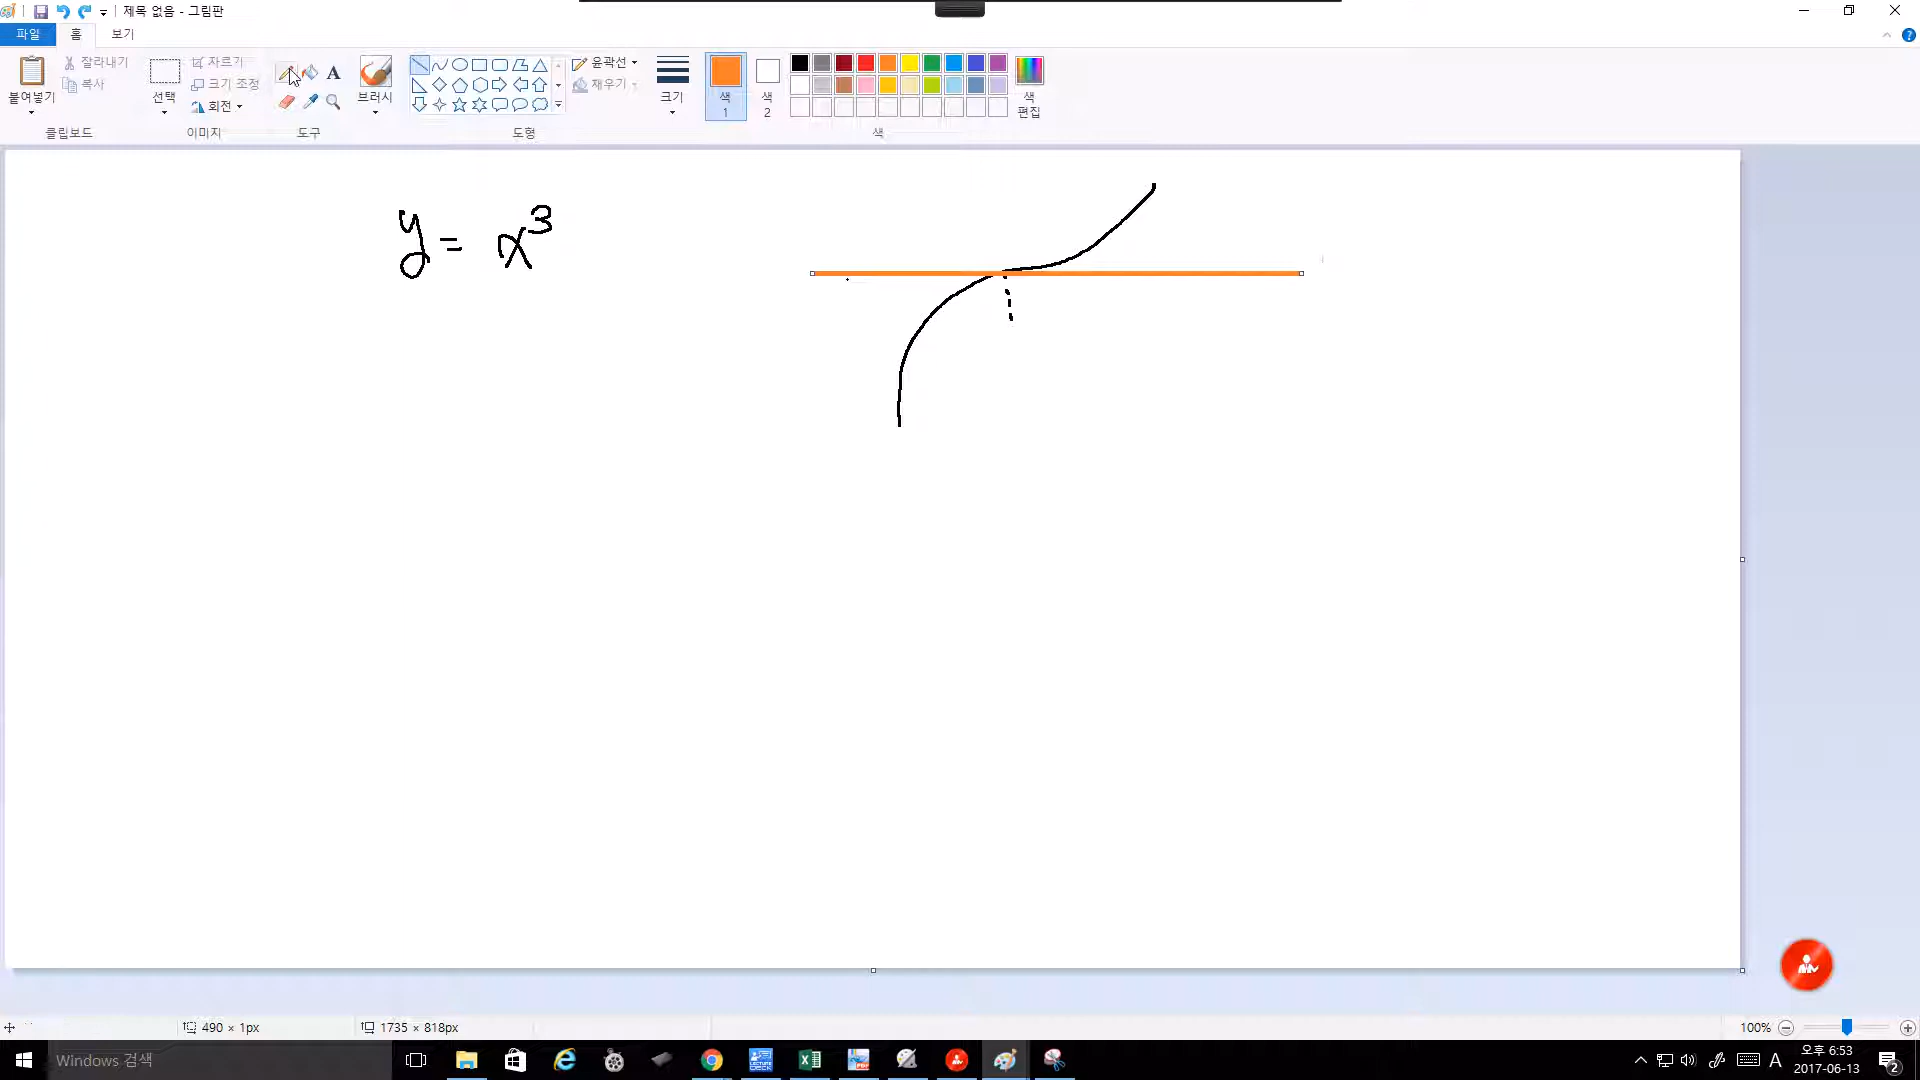 제목 없음 - 그림판
파일 홈 보기
붙여넣기
잘라내기
복사
클립보드
선택
자르기
크기 조정
회전
이미지
A
도구
브러시
윤곽선
채우기
도형
크기
색
1
색
2
색
편집
색
y = x³
490 × 1px
1735 × 818px
100%
Windows 검색
A
오후 6:53
2017-06-13
2